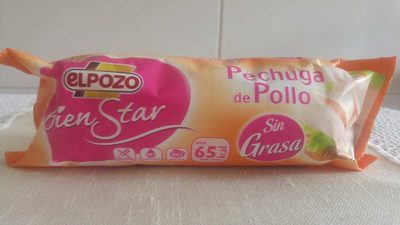 ELPOZO
Bien Star
Pechuga
de Pollo
Sin
Grasa
65